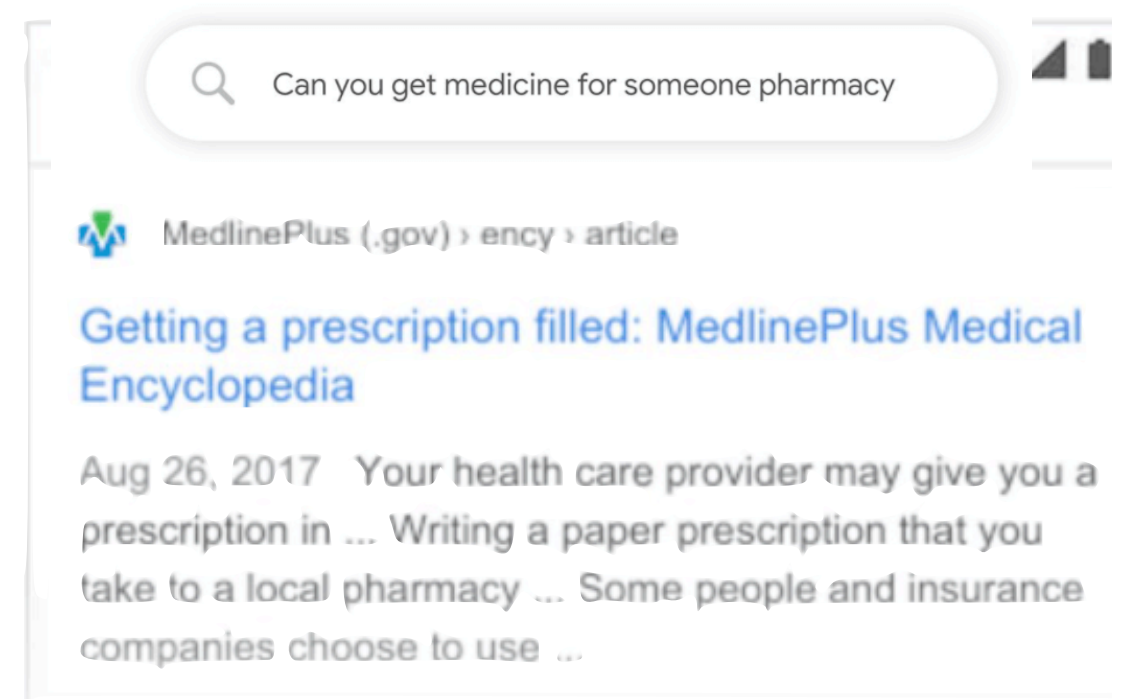 Can you get medicine for someone pharmacy
MedlinePlus (.gov) › ency › article
Getting a prescription filled: MedlinePlus Medical
Encyclopedia
Aug 26, 2017 Your health care provider may give you a
prescription in ... Writing a paper prescription that you
take to a local pharmacy ... Some people and insurance
companies choose to use ...